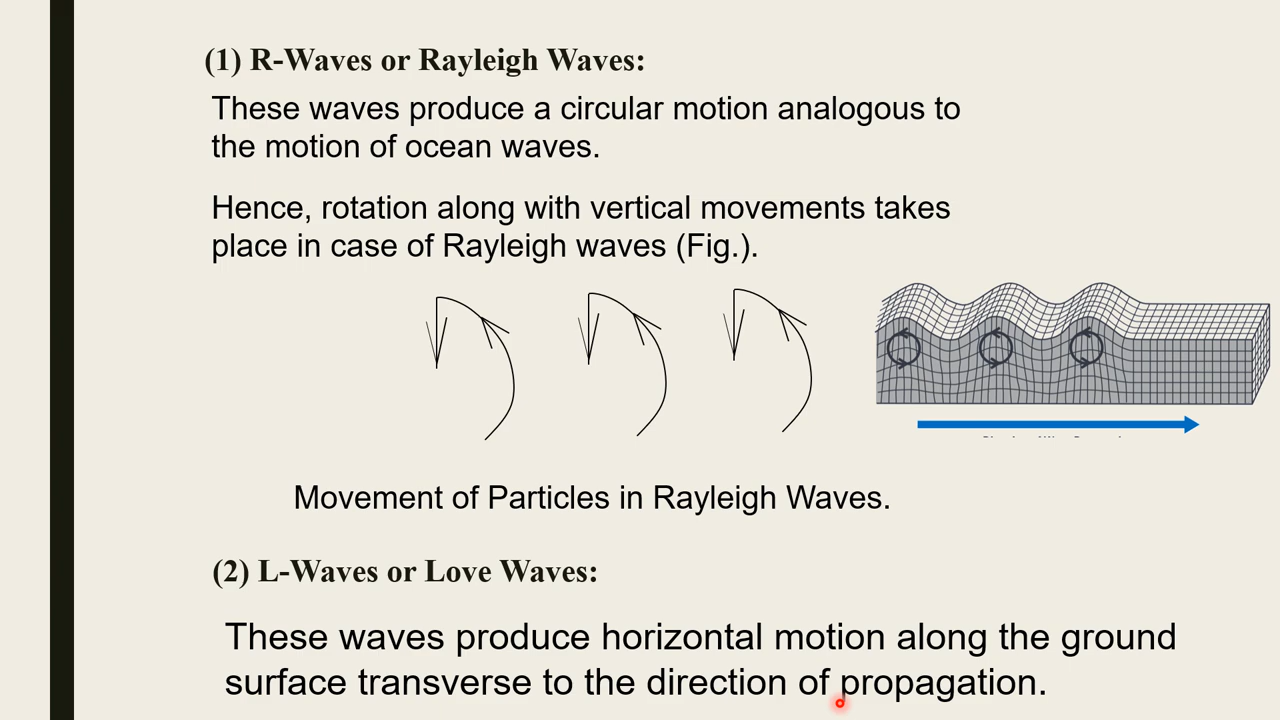 (1) R-Waves or Rayleigh Waves:
These waves produce a circular motion analogous to
the motion of ocean waves.
Hence, rotation along with vertical movements takes
place in case of Rayleigh waves (Fig.).
Movement of Particles in Rayleigh Waves.
(2) L-Waves or Love Waves:
These waves produce horizontal motion along the ground
surface transverse to the direction of propagation.